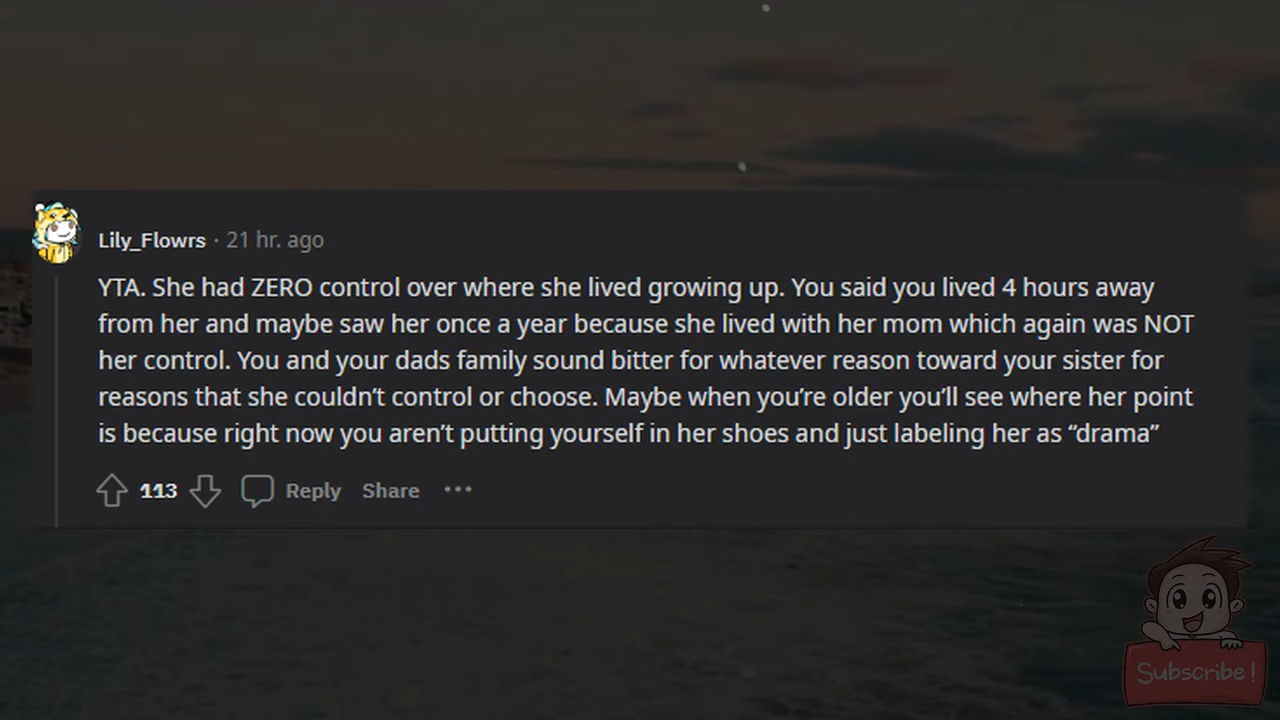 Lily_Flowrs · 21 hr. ago
YTA. She had ZERO control over where she lived growing up. You said you lived 4 hours away
from her and maybe saw her once a year because she lived with her mom which again was NOT
her control. You and your dads family sound bitter for whatever reason toward your sister for
reasons that she couldn’t control or choose. Maybe when you’re older you’ll see where her point
is because right now you aren’t putting yourself in her shoes and just labeling her as “drama”
113 Reply Share ···
Subscribe!